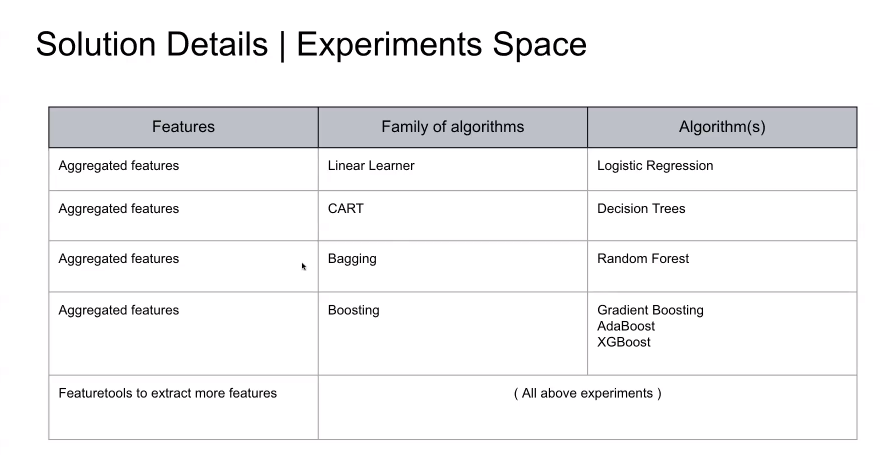 Solution Details | Experiments Space
Features Family of algorithms Algorithm(s)
Aggregated features Linear Learner Logistic Regression
Aggregated features CART Decision Trees
Aggregated features Bagging Random Forest
Aggregated features Boosting Gradient Boosting
AdaBoost
XGBoost
Featuretools to extract more features ( All above experiments )